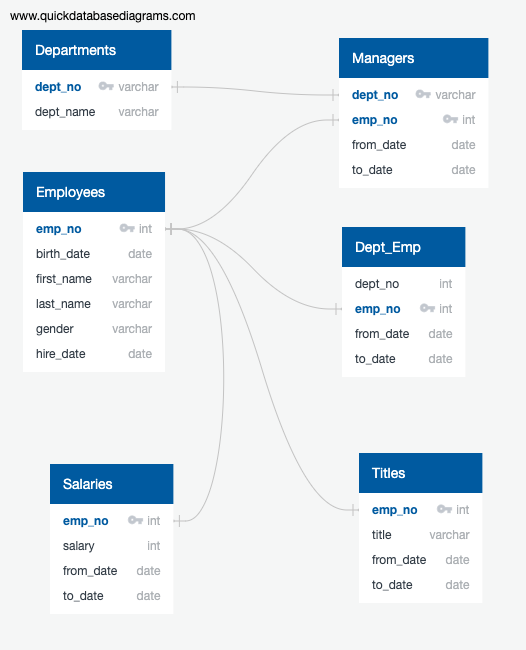 www.quickdatabasediagrams.com
Departments
dept_no varchar
dept_name varchar
Managers
dept_no varchar
emp_no int
from_date date
to_date date
Employees
emp_no int
birth_date date
first_name varchar
last_name varchar
gender varchar
hire_date date
Dept_Emp
dept_no int
emp_no int
from_date date
to_date date
Salaries
emp_no int
salary int
from_date date
to_date date
Titles
emp_no int
title varchar
from_date date
to_date date